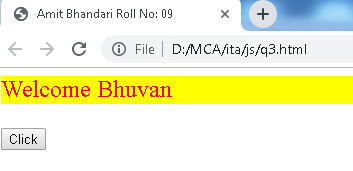 Amit Bhandari Roll No: 09
File | D:/MCA/ita/js/q3.html
Welcome Bhuvan
Click